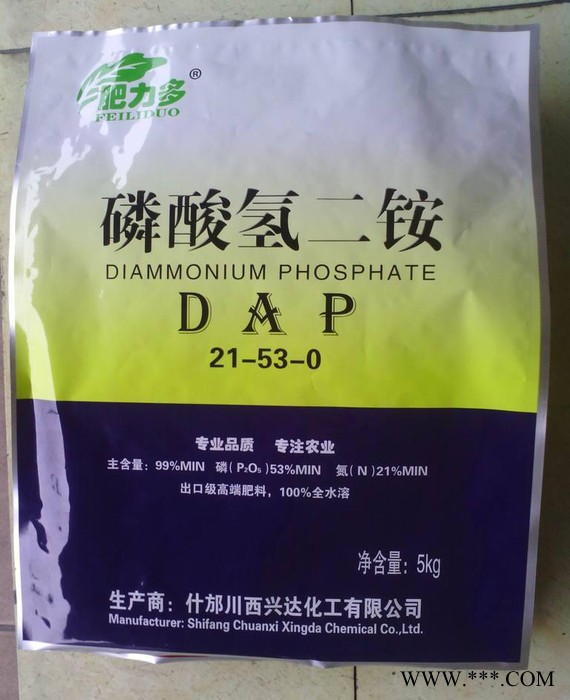 肥力多®
FEILIDUO
磷酸氢二铵
DIAMMONIUM PHOSPHATE
DAP
21-53-0
专业品质 专注农业
主含量：99%MIN 磷(P₂O₅)53%MIN 氮(N)21%MIN
出口级高端肥料，100%全水溶
净含量：5kg
生产商：什邡川西兴达化工有限公司
Manufacturer: Shifang Chuanxi Xingda Chemical Co.,Ltd.
WWW.***.COM